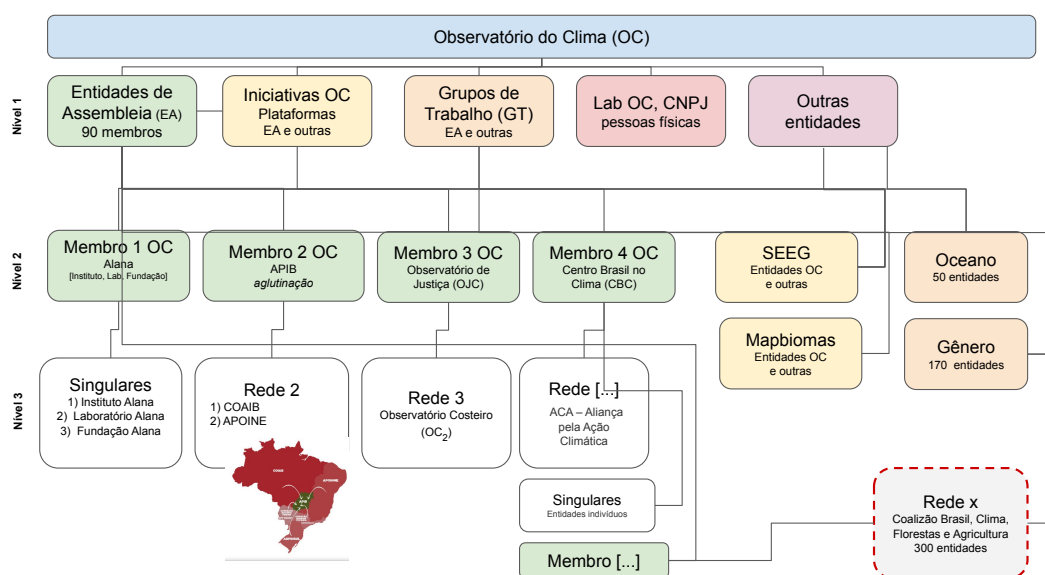 Observatório do Clima (OC)
Nível 1
Entidades de
Assembleia (EA)
90 membros
Iniciativas OC
Plataformas
EA e outras
Grupos de
Trabalho (GT)
EA e outras
Lab OC, CNPJ
pessoas físicas
Outras
entidades
Nível 2
Membro 1 OC
Alana
[Instituto, Lab, Fundação]
Membro 2 OC
APIB
aglutinação
Membro 3 OC
Observatório de
Justiça (OJC)
Membro 4 OC
Centro Brasil no
Clima (CBC)
SEEG
Entidades OC
e outras
Oceano
50 entidades
Mapbiomas
Entidades OC
e outras
Gênero
170 entidades
Nível 3
Singulares
1) Instituto Alana
2) Laboratório Alana
3) Fundação Alana
Rede 2
1) COAIB
2) APOINE
COIAB
APOINME
APIB
Rede 3
Observatório Costeiro
(OC2)
Rede [...]
ACA – Aliança
pela Ação
Climática
Singulares
Entidades indivíduos
Membro [...]
Rede x
Coalizão Brasil, Clima,
Florestas e Agricultura
300 entidades